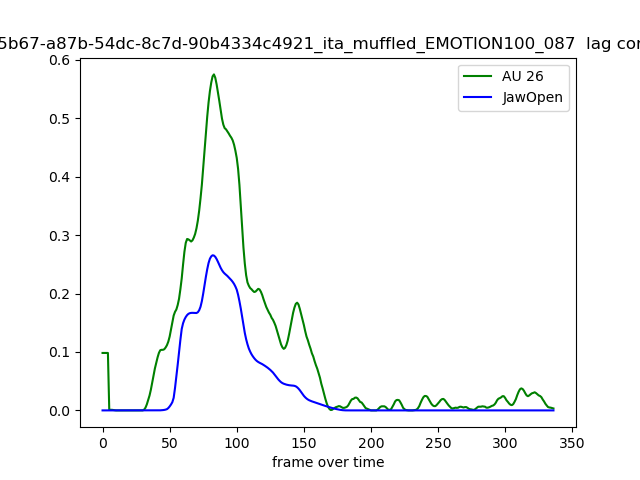 5b67-a87b-54dc-8c7d-90b4334c4921_ita_muffled_EMOTION100_087 lag cor
0.6
0.5
0.4
0.3
0.2
0.1
0.0
AU 26
JawOpen
0 50 100 150 200 250 300 350
frame over time